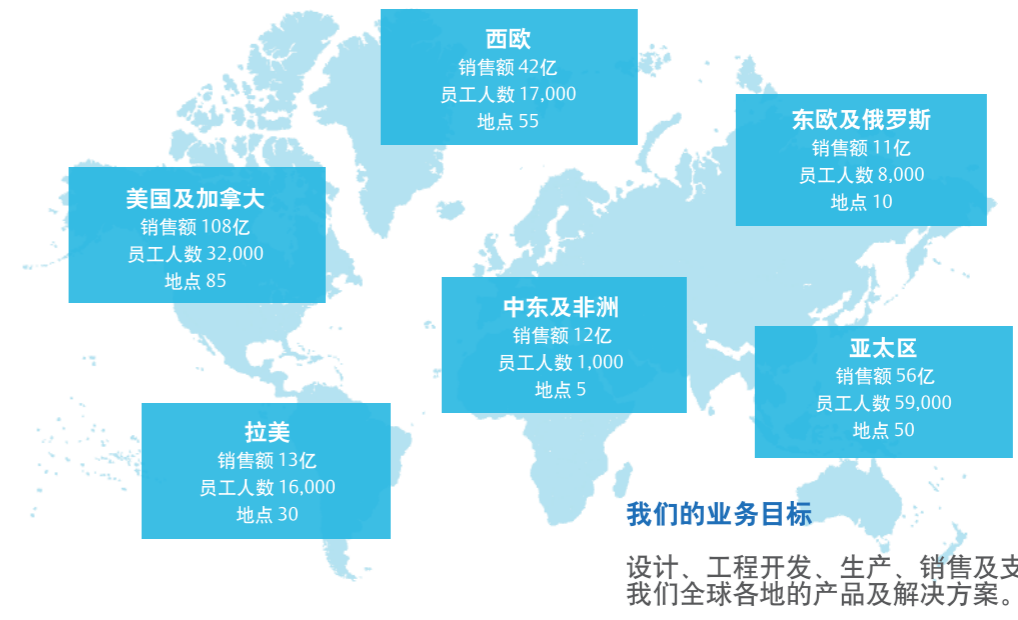 西欧
销售额 42亿
员工人数 17,000
地点 55
东欧及俄罗斯
销售额 11亿
员工人数 8,000
地点 10
美国及加拿大
销售额 108亿
员工人数 32,000
地点 85
中东及非洲
销售额 12亿
员工人数 1,000
地点 5
亚太区
销售额 56亿
员工人数 59,000
地点 50
拉美
销售额 13亿
员工人数 16,000
地点 30
我们的业务目标
设计、工程开发、生产、销售及支
我们全球各地的产品及解决方案。